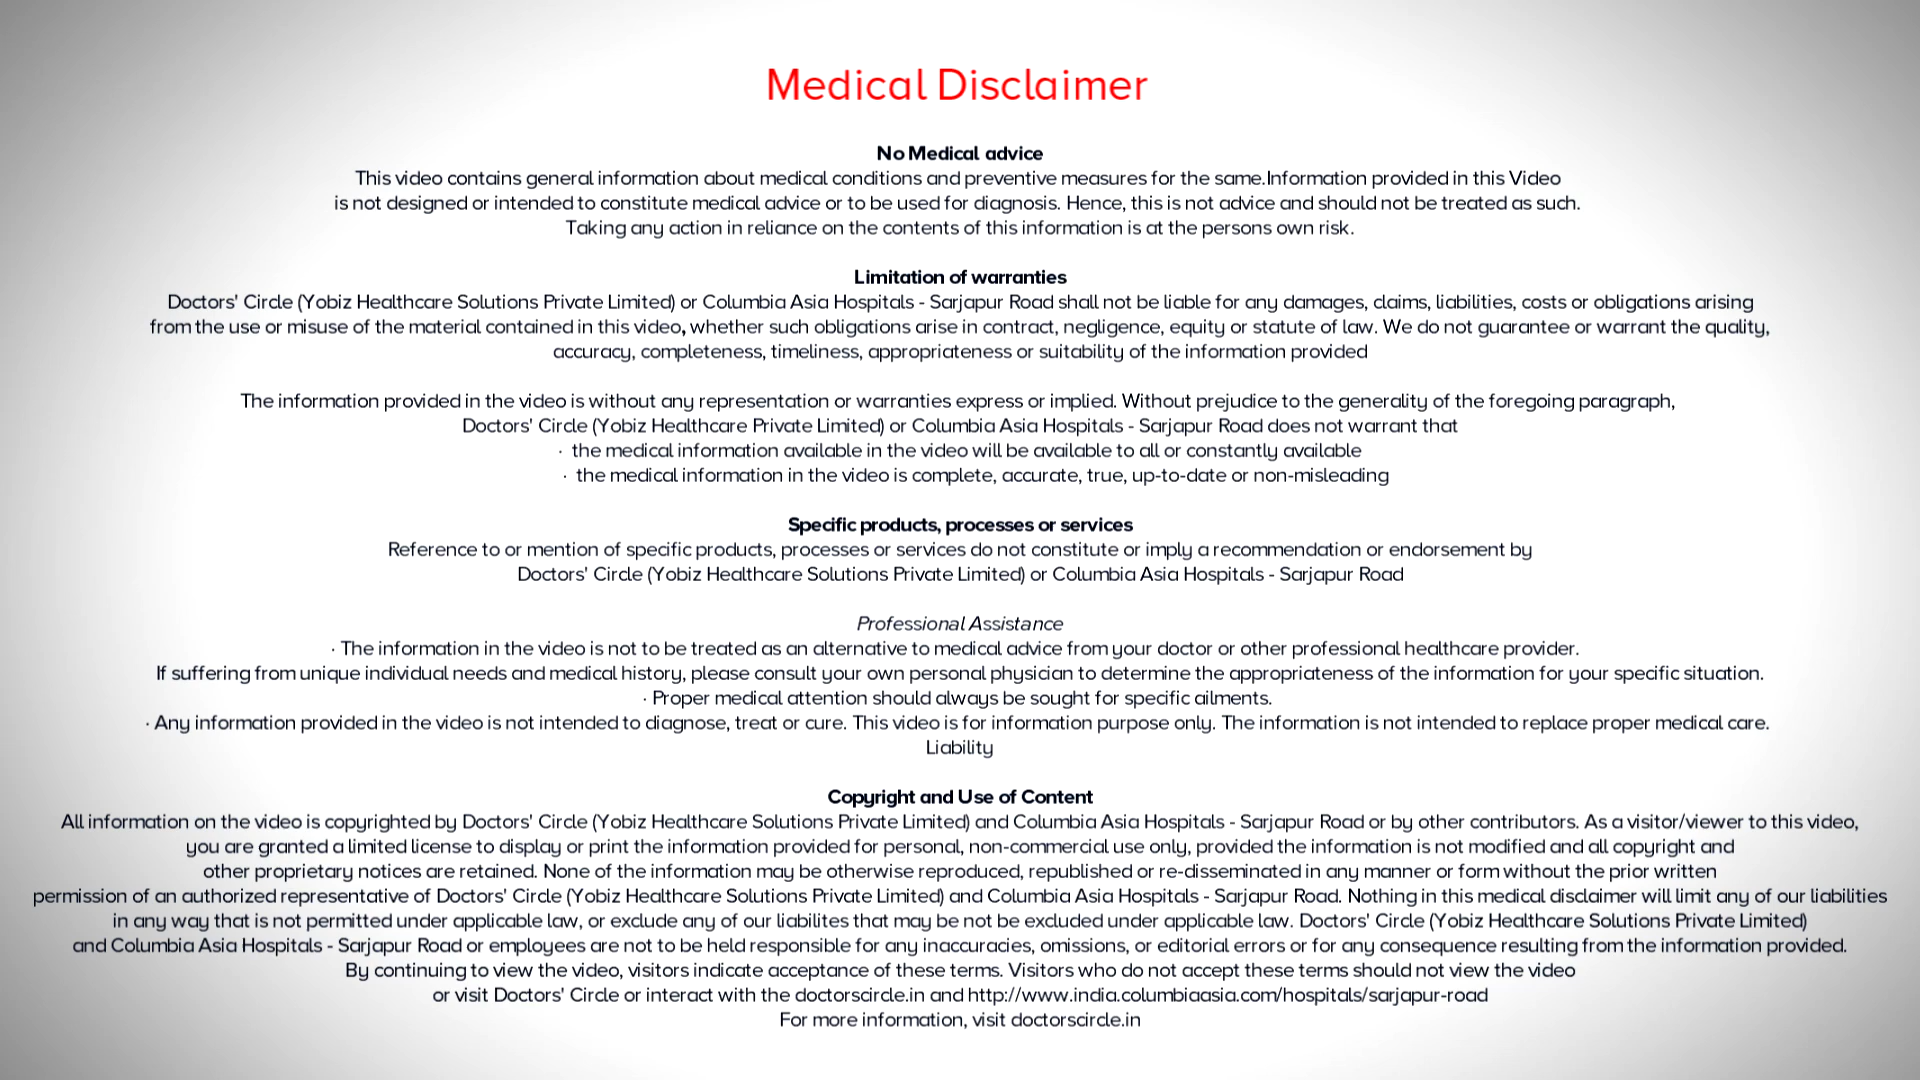 Medical Disclaimer
No Medical advice
This video contains general information about medical conditions and preventive measures for the same.Information provided in this Video
is not designed or intended to constitute medical advice or to be used for diagnosis. Hence, this is not advice and should not be treated as such.
Taking any action in reliance on the contents of this information is at the persons own risk.
Limitation of warranties
Doctors' Circle (Yobiz Healthcare Solutions Private Limited) or Columbia Asia Hospitals - Sarjapur Road shall not be liable for any damages, claims, liabilities, costs or obligations arising
from the use or misuse of the material contained in this video, whether such obligations arise in contract, negligence, equity or statute of law. We do not guarantee or warrant the quality,
accuracy, completeness, timeliness, appropriateness or suitability of the information provided
The information provided in the video is without any representation or warranties express or implied. Without prejudice to the generality of the foregoing paragraph,
Doctors' Circle (Yobiz Healthcare Private Limited) or Columbia Asia Hospitals - Sarjapur Road does not warrant that
· the medical information available in the video will be available to all or constantly available
· the medical information in the video is complete, accurate, true, up-to-date or non-misleading
Specific products, processes or services
Reference to or mention of specific products, processes or services do not constitute or imply a recommendation or endorsement by
Doctors' Circle (Yobiz Healthcare Solutions Private Limited) or Columbia Asia Hospitals - Sarjapur Road
Professional Assistance
· The information in the video is not to be treated as an alternative to medical advice from your doctor or other professional healthcare provider.
If suffering from unique individual needs and medical history, please consult your own personal physician to determine the appropriateness of the information for your specific situation.
· Proper medical attention should always be sought for specific ailments.
· Any information provided in the video is not intended to diagnose, treat or cure. This video is for information purpose only. The information is not intended to replace proper medical care.
Liability
Copyright and Use of Content
All information on the video is copyrighted by Doctors' Circle (Yobiz Healthcare Solutions Private Limited) and Columbia Asia Hospitals - Sarjapur Road or by other contributors. As a visitor/viewer to this video,
you are granted a limited license to display or print the information provided for personal, non-commercial use only, provided the information is not modified and all copyright and
other proprietary notices are retained. None of the information may be otherwise reproduced, republished or re-disseminated in any manner or form without the prior written
permission of an authorized representative of Doctors' Circle (Yobiz Healthcare Solutions Private Limited) and Columbia Asia Hospitals - Sarjapur Road. Nothing in this medical disclaimer will limit any of our liabilities
in any way that is not permitted under applicable law, or exclude any of our liabilites that may be not be excluded under applicable law. Doctors' Circle (Yobiz Healthcare Solutions Private Limited)
and Columbia Asia Hospitals - Sarjapur Road or employees are not to be held responsible for any inaccuracies, omissions, or editorial errors or for any consequence resulting from the information provided.
By continuing to view the video, visitors indicate acceptance of these terms. Visitors who do not accept these terms should not view the video
or visit Doctors' Circle or interact with the doctorscircle.in and http://www.india.columbiaasia.com/hospitals/sarjapur-road
For more information, visit doctorscircle.in